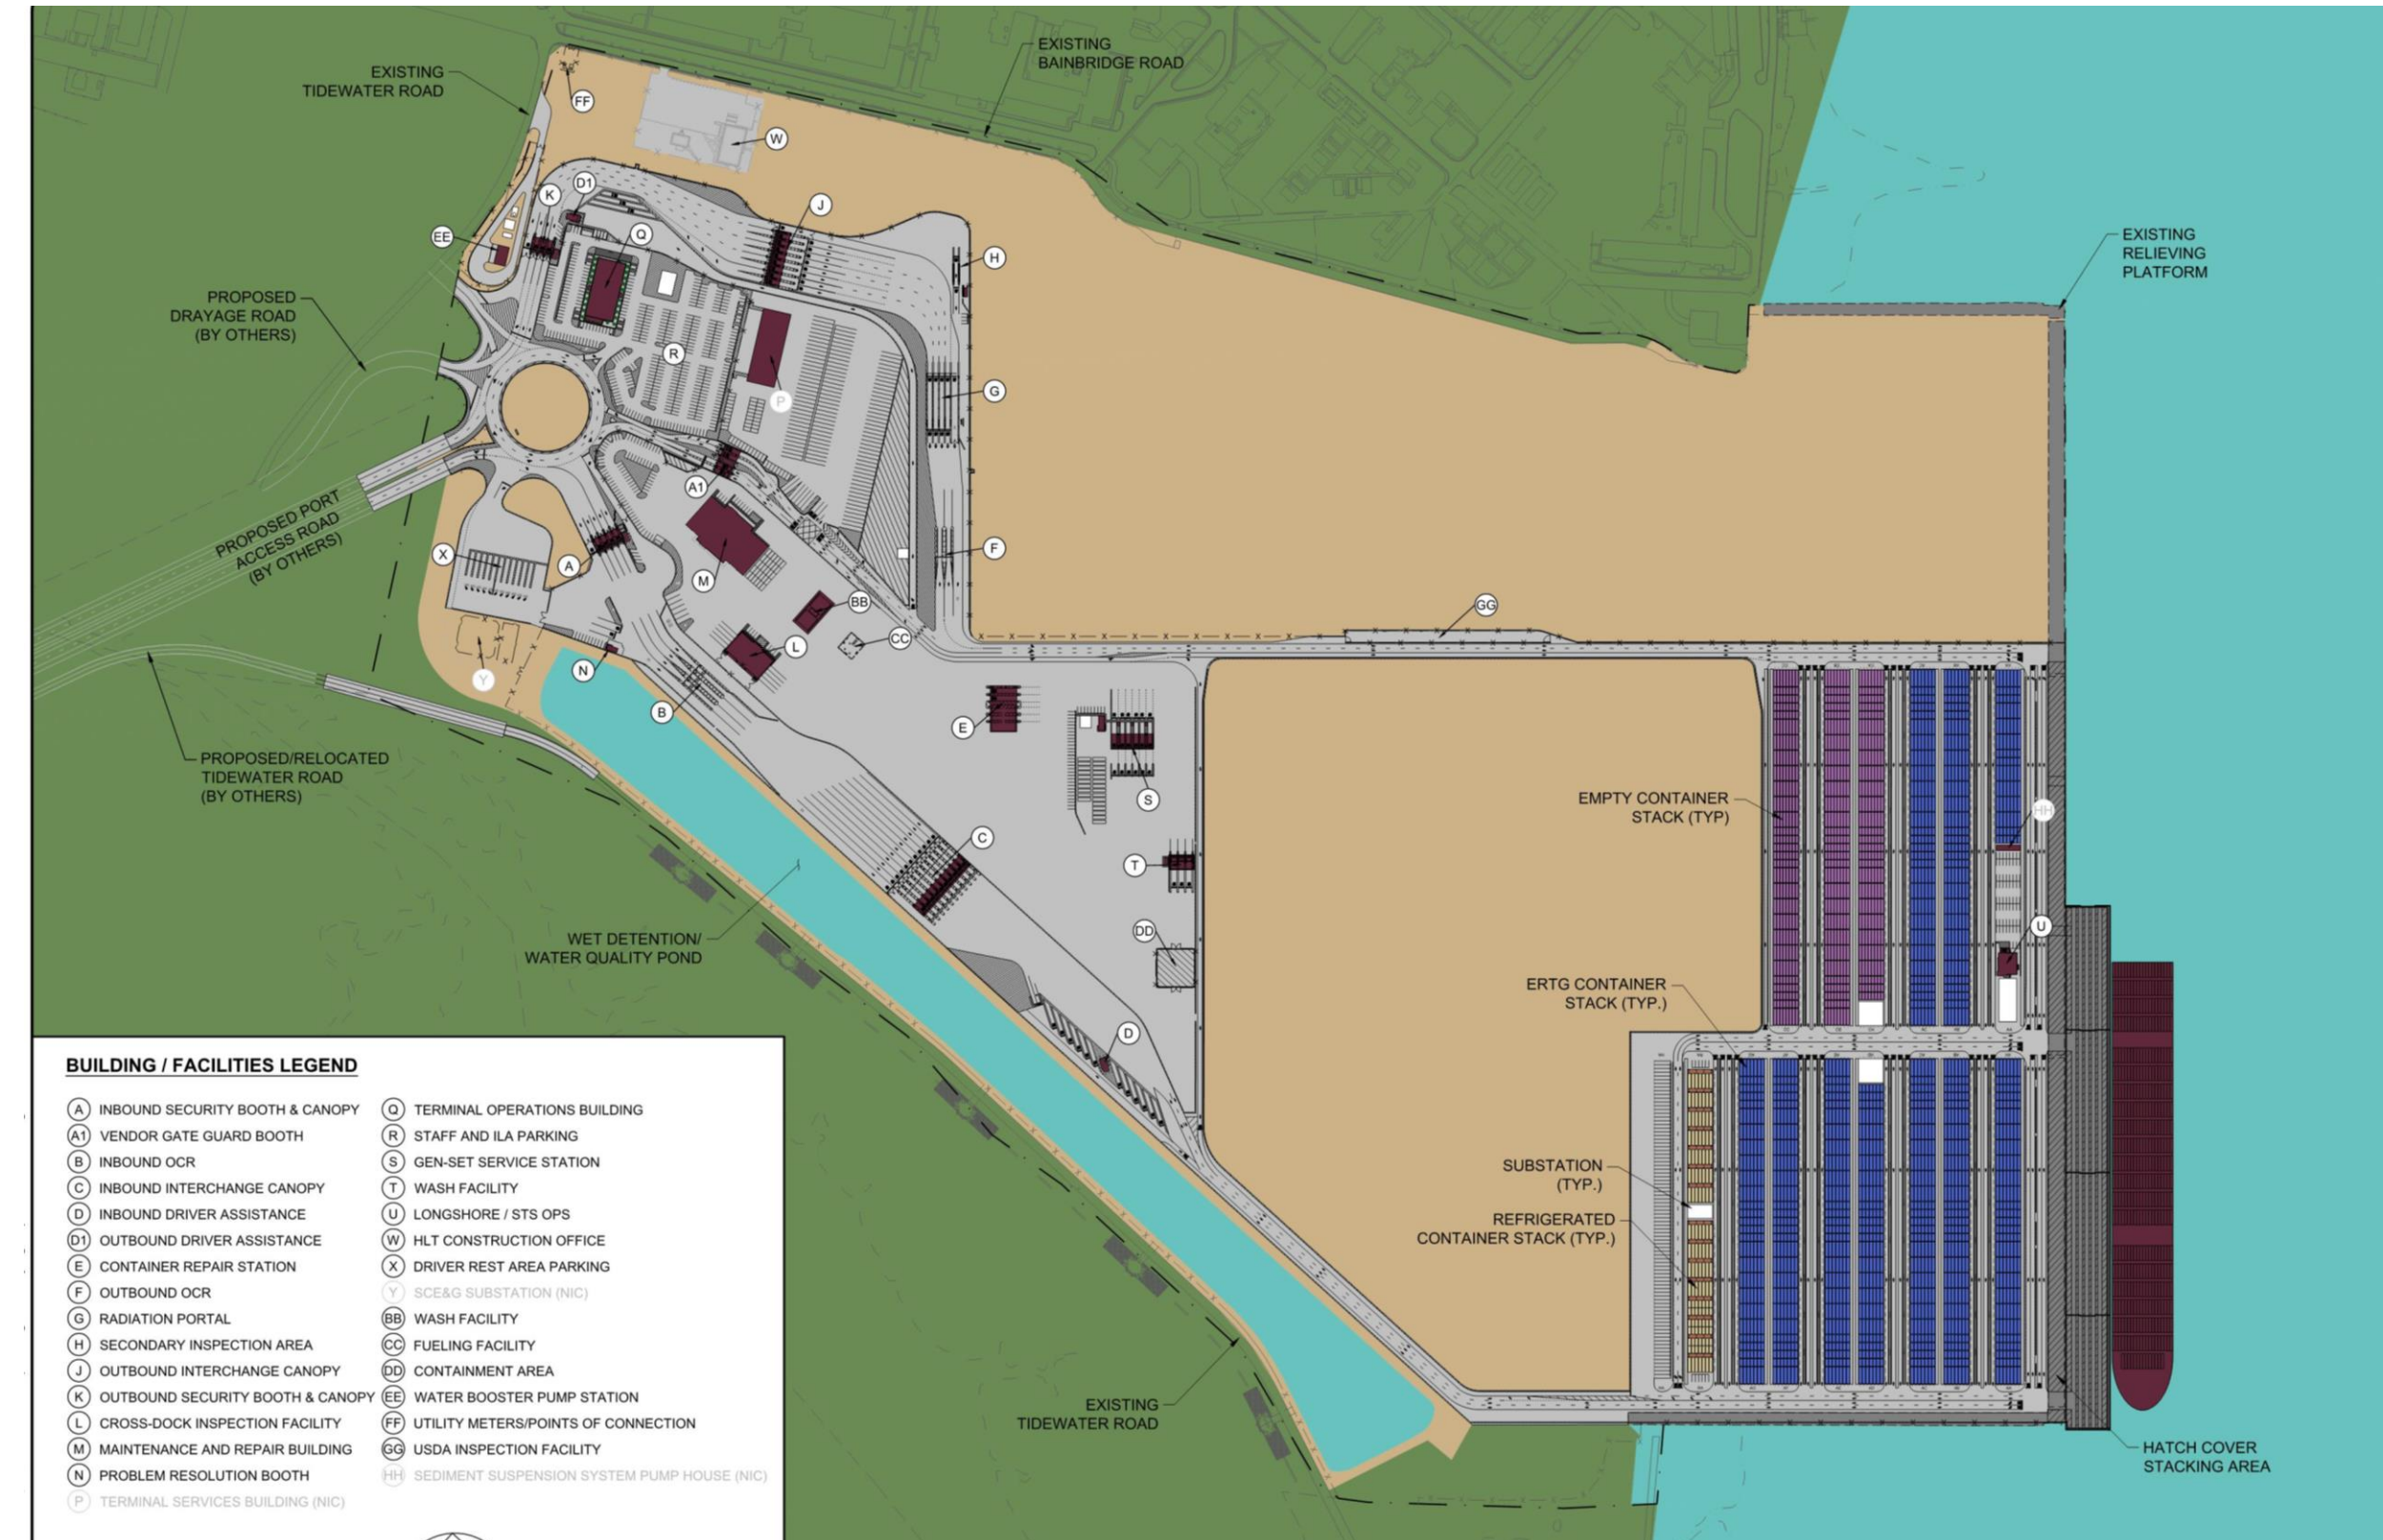 EXISTING
TIDEWATER ROAD
EXISTING
BAINBRIDGE ROAD
FF
W
D1
K
J
Q
EE
H
EXISTING
RELIEVING
PLATFORM
PROPOSED
DRAYAGE ROAD
(BY OTHERS)
R
G
P
A1
PROPOSED PORT
ACCESS ROAD
(BY OTHERS)
X
A
M
F
BB
GG
CC
L
N
Y
B
E
PROPOSED/RELOCATED
TIDEWATER ROAD
(BY OTHERS)
S
EMPTY CONTAINER
STACK (TYP)
HH
C
T
WET DETENTION/
WATER QUALITY POND
DD
U
ERTG CONTAINER
STACK (TYP.)
D
SUBSTATION
(TYP.)
REFRIGERATED
CONTAINER STACK (TYP.)
EXISTING
TIDEWATER ROAD
HATCH COVER
STACKING AREA
BUILDING / FACILITIES LEGEND
A INBOUND SECURITY BOOTH & CANOPY
A1 VENDOR GATE GUARD BOOTH
B INBOUND OCR
C INBOUND INTERCHANGE CANOPY
D INBOUND DRIVER ASSISTANCE
D1 OUTBOUND DRIVER ASSISTANCE
E CONTAINER REPAIR STATION
F OUTBOUND OCR
G RADIATION PORTAL
H SECONDARY INSPECTION AREA
J OUTBOUND INTERCHANGE CANOPY
K OUTBOUND SECURITY BOOTH & CANOPY
L CROSS-DOCK INSPECTION FACILITY
M MAINTENANCE AND REPAIR BUILDING
N PROBLEM RESOLUTION BOOTH
P TERMINAL SERVICES BUILDING (NIC)
Q TERMINAL OPERATIONS BUILDING
R STAFF AND ILA PARKING
S GEN-SET SERVICE STATION
T WASH FACILITY
U LONGSHORE / STS OPS
W HLT CONSTRUCTION OFFICE
X DRIVER REST AREA PARKING
Y SCE&G SUBSTATION (NIC)
BB WASH FACILITY
CC FUELING FACILITY
DD CONTAINMENT AREA
EE WATER BOOSTER PUMP STATION
FF UTILITY METERS/POINTS OF CONNECTION
GG USDA INSPECTION FACILITY
HH SEDIMENT SUSPENSION SYSTEM PUMP HOUSE (NIC)